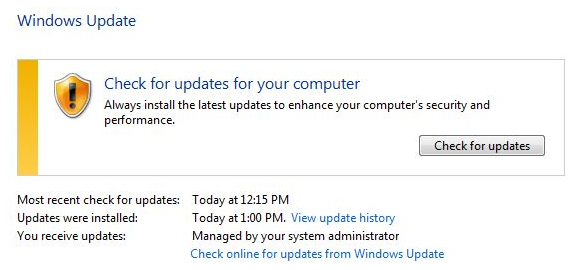 Windows Update
Check for updates for your computer
Always install the latest updates to enhance your computer's security and
performance.
Check for updates
Most recent check for updates: Today at 12:15 PM
Updates were installed: Today at 1:00 PM. View update history
You receive updates: Managed by your system administrator
Check online for updates from Windows Update